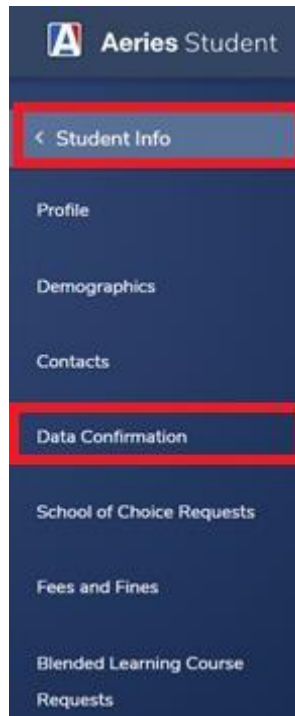 Aeries Student
< Student Info
Profile
Demographics
Contacts
Data Confirmation
School of Choice Requests
Fees and Fines
Blended Learning Course
Requests